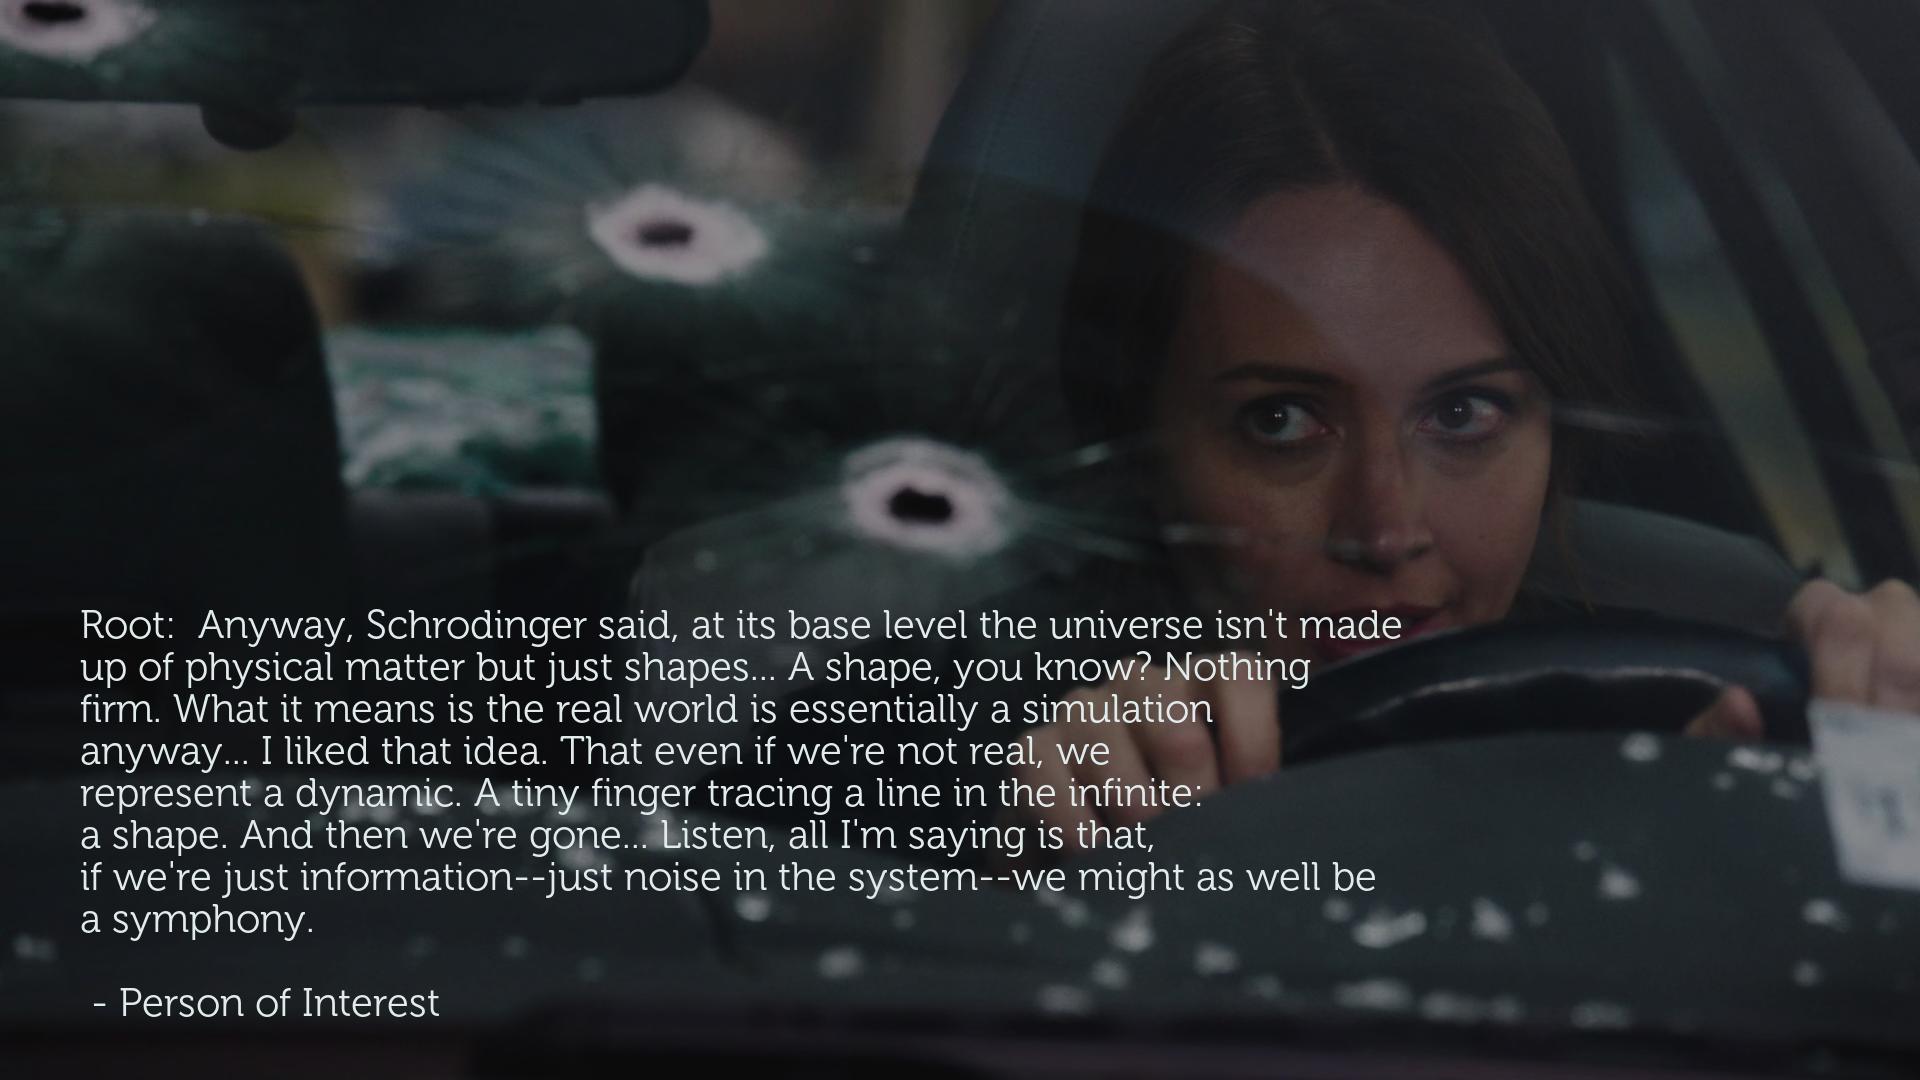 Root:  Anyway, Schrodinger said, at its base level the universe isn't made
up of physical matter but just shapes... A shape, you know? Nothing
firm. What it means is the real world is essentially a simulation
anyway... I liked that idea. That even if we're not real, we
represent a dynamic. A tiny finger tracing a line in the infinite:
a shape. And then we're gone... Listen, all I'm saying is that,
if we're just information--just noise in the system--we might as well be
a symphony.
- Person of Interest